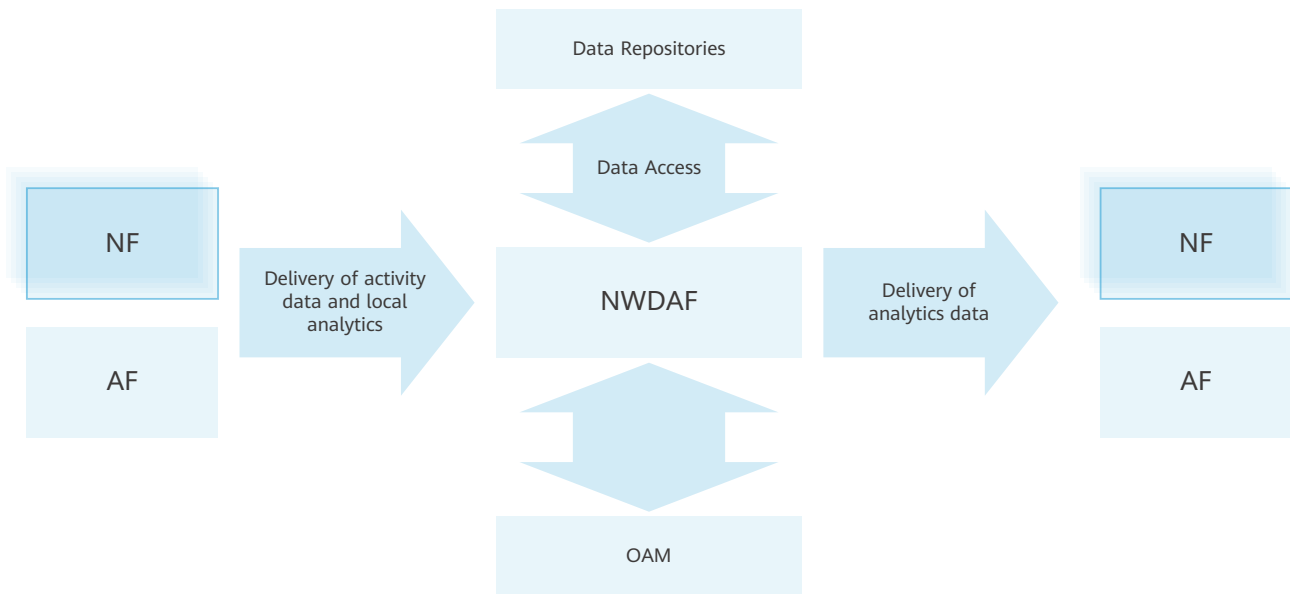 Data Repositories
Data Access
NF
AF
Delivery of activity
data and local
analytics
NWDAF
Delivery of
analytics data
NF
AF
OAM